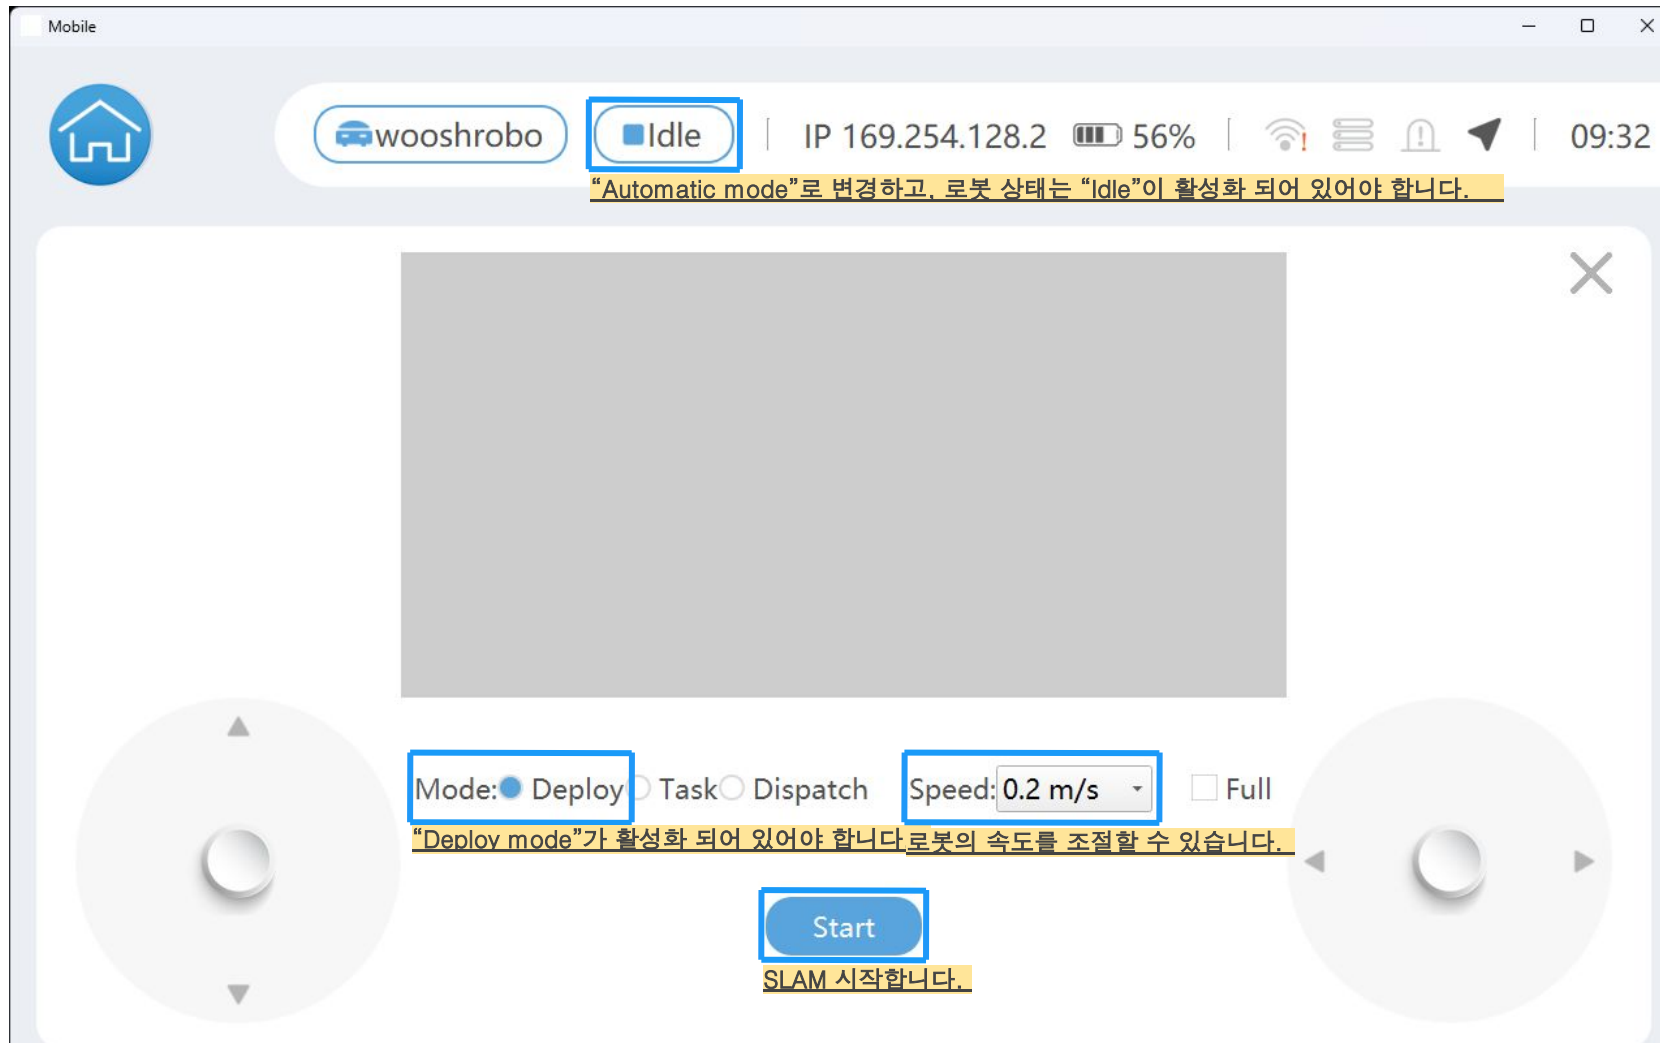 Mobile
wooshrobo Idle IP 169.254.128.2 56% 09:32
“Automatic mode”로 변경하고, 로봇 상태는 “Idle”이 활성화 되어 있어야 합니다.
Mode: Deploy Task Dispatch Speed: 0.2 m/s Full
“Deploy mode”가 활성화 되어 있어야 합니다 로봇의 속도를 조절할 수 있습니다.
Start
SLAM 시작합니다.